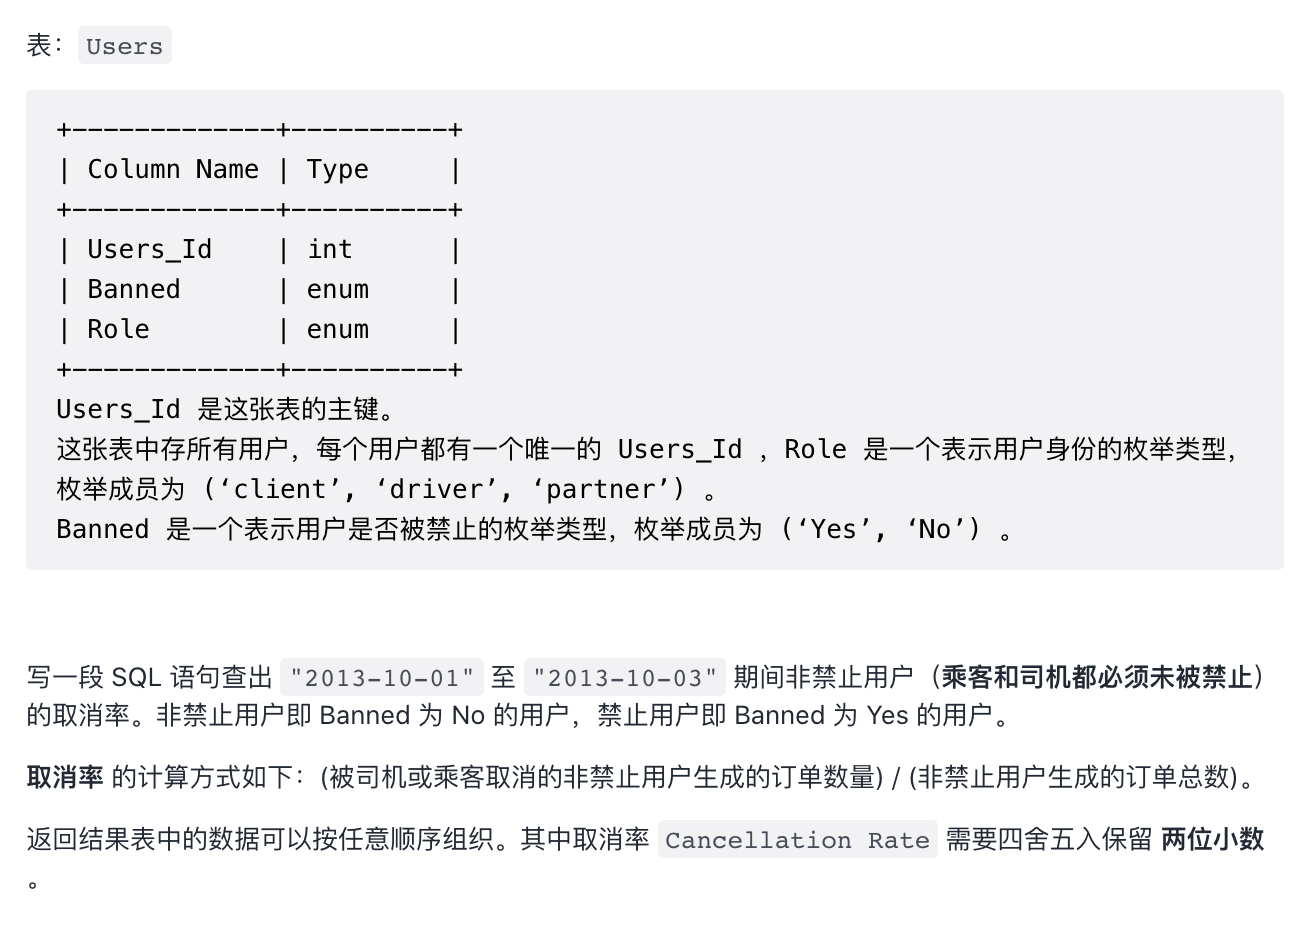 表：Users
+-------------+----------+
| Column Name | Type     |
+-------------+----------+
| Users_Id    | int      |
| Banned      | enum     |
| Role        | enum     |
+-------------+----------+
Users_Id 是这张表的主键。
这张表中存所有用户，每个用户都有一个唯一的 Users_Id ，Role 是一个表示用户身份的枚举类型，
枚举成员为 (‘client’, ‘driver’, ‘partner’) 。
Banned 是一个表示用户是否被禁止的枚举类型，枚举成员为 (‘Yes’, ‘No’) 。
写一段 SQL 语句查出 "2013-10-01" 至 "2013-10-03" 期间非禁止用户（乘客和司机都必须未被禁止）
的取消率。非禁止用户即 Banned 为 No 的用户，禁止用户即 Banned 为 Yes 的用户。
取消率 的计算方式如下：(被司机或乘客取消的非禁止用户生成的订单数量) / (非禁止用户生成的订单总数)。
返回结果表中的数据可以按任意顺序组织。其中取消率 Cancellation Rate 需要四舍五入保留 两位小数
。